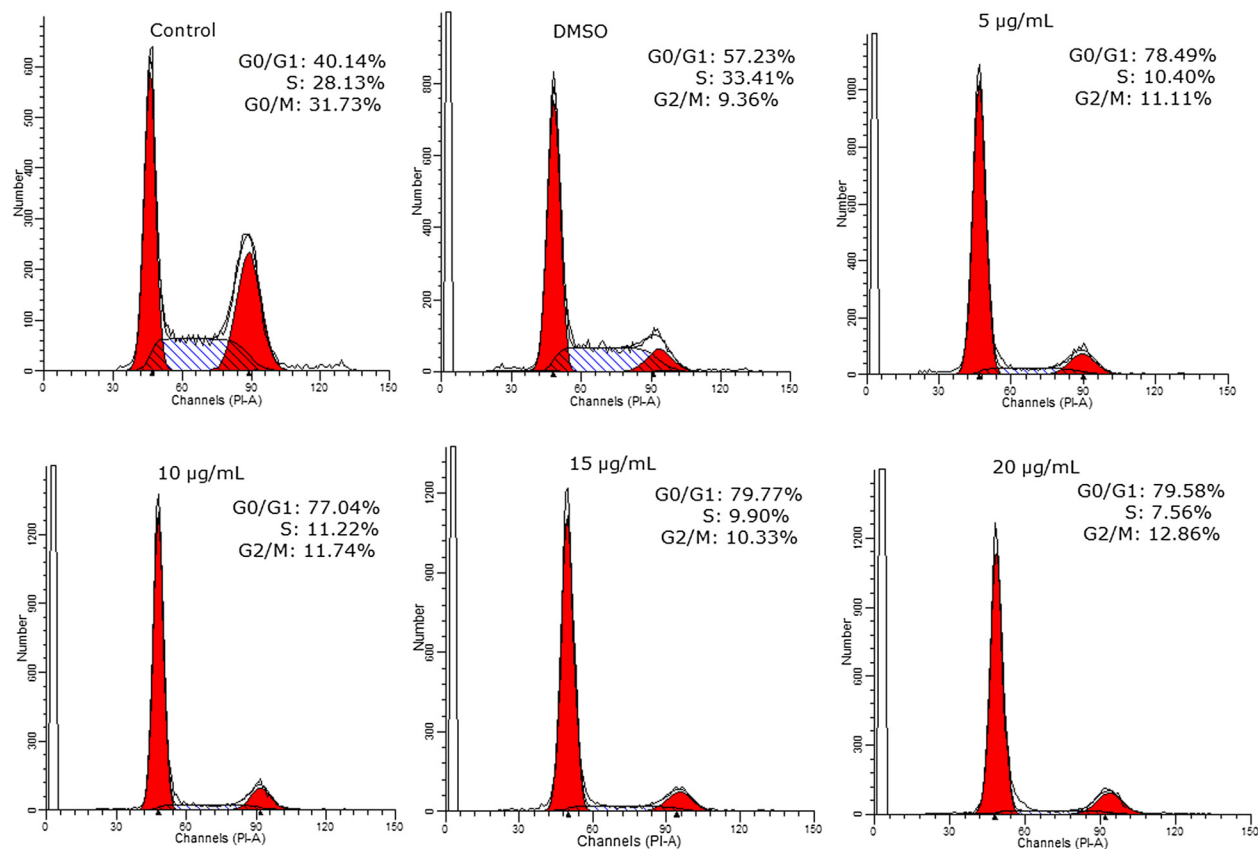 Control
G0/G1: 40.14%
S: 28.13%
G0/M: 31.73%
Number
0 100 200 300 400 500 600
0 30 60 90 120 150
Channels (PI-A)
DMSO
G0/G1: 57.23%
S: 33.41%
G2/M: 9.36%
Number
0 200 400 600 800
0 30 60 90 120 150
Channels (PI-A)
5 µg/mL
G0/G1: 78.49%
S: 10.40%
G2/M: 11.11%
Number
0 200 400 600 800 1000
0 30 60 90 120 150
Channels (PI-A)
10 µg/mL
G0/G1: 77.04%
S: 11.22%
G2/M: 11.74%
Number
0 300 600 900 1200
0 30 60 90 120 150
Channels (PI-A)
15 µg/mL
G0/G1: 79.77%
S: 9.90%
G2/M: 10.33%
Number
0 300 600 900 1200
0 30 60 90 120 150
Channels (PI-A)
20 µg/mL
G0/G1: 79.58%
S: 7.56%
G2/M: 12.86%
Number
0 300 600 900 1200
0 30 60 90 120 150
Channels (PI-A)